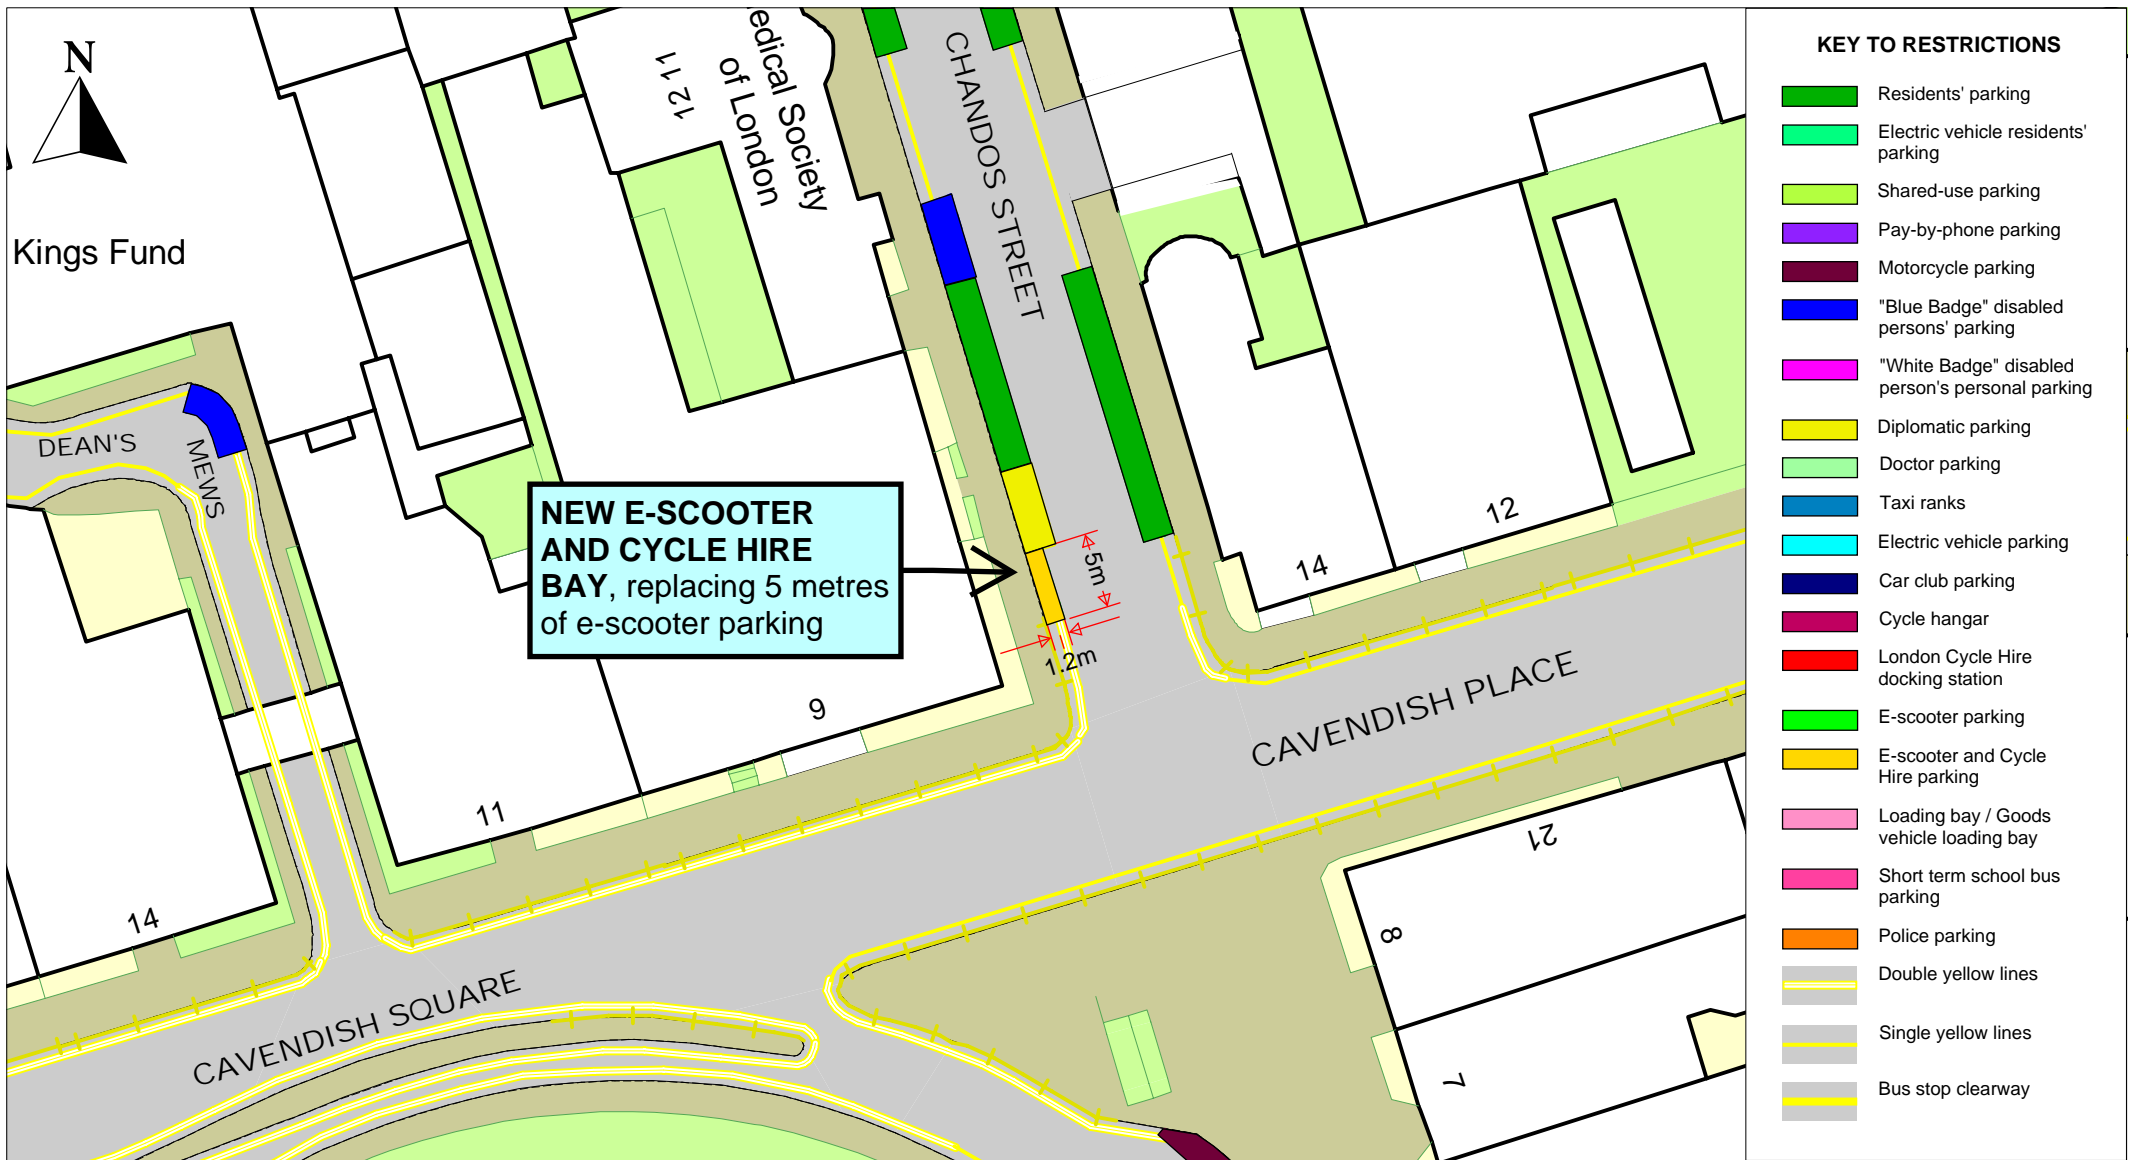 N
Kings Fund
12 11
edical Society
of London
CHANDOS STREET
DEAN'S
MEWS
NEW E-SCOOTER
AND CYCLE HIRE
BAY, replacing 5 metres
of e-scooter parking
5m
1.2m
14
12
9
11
14
CAVENDISH PLACE
CAVENDISH SQUARE
21
8
7
KEY TO RESTRICTIONS
Residents' parking
Electric vehicle residents'
parking
Shared-use parking
Pay-by-phone parking
Motorcycle parking
"Blue Badge" disabled
persons' parking
"White Badge" disabled
person's personal parking
Diplomatic parking
Doctor parking
Taxi ranks
Electric vehicle parking
Car club parking
Cycle hangar
London Cycle Hire
docking station
E-scooter parking
E-scooter and Cycle
Hire parking
Loading bay / Goods
vehicle loading bay
Short term school bus
parking
Police parking
Double yellow lines
Single yellow lines
Bus stop clearway